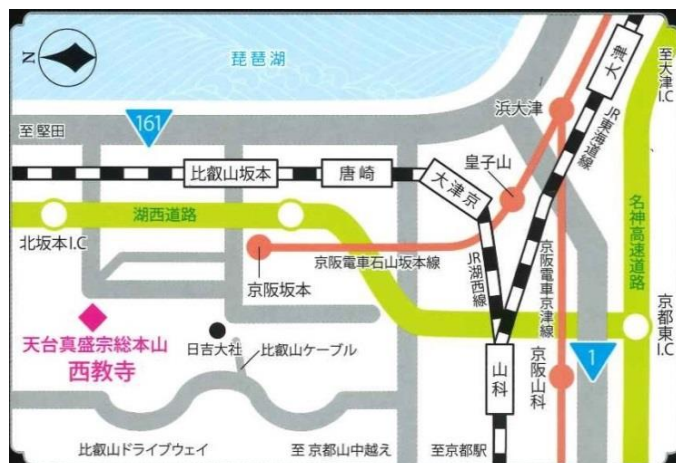 琵琶湖
N
大津
至大津I.C
161
浜大津
至堅田
JR東海道線
皇子山
比叡山坂本
唐崎
大津京
名神高速道路
湖西道路
北坂本I.C
京阪電車石山坂本線
JR湖西線
京阪電車京津線
京阪坂本
京都東I.C
天台真盛宗総本山
西教寺
日吉大社
比叡山ケーブル
山科
京阪山科
1
比叡山ドライブウェイ
至 京都山中越え
至京都駅